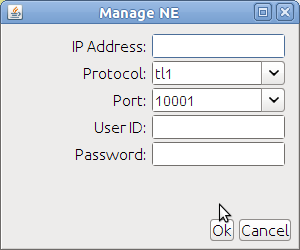 Manage NE
IP Address:
Protocol: tl1
Port: 10001
User ID:
Password:
Ok Cancel